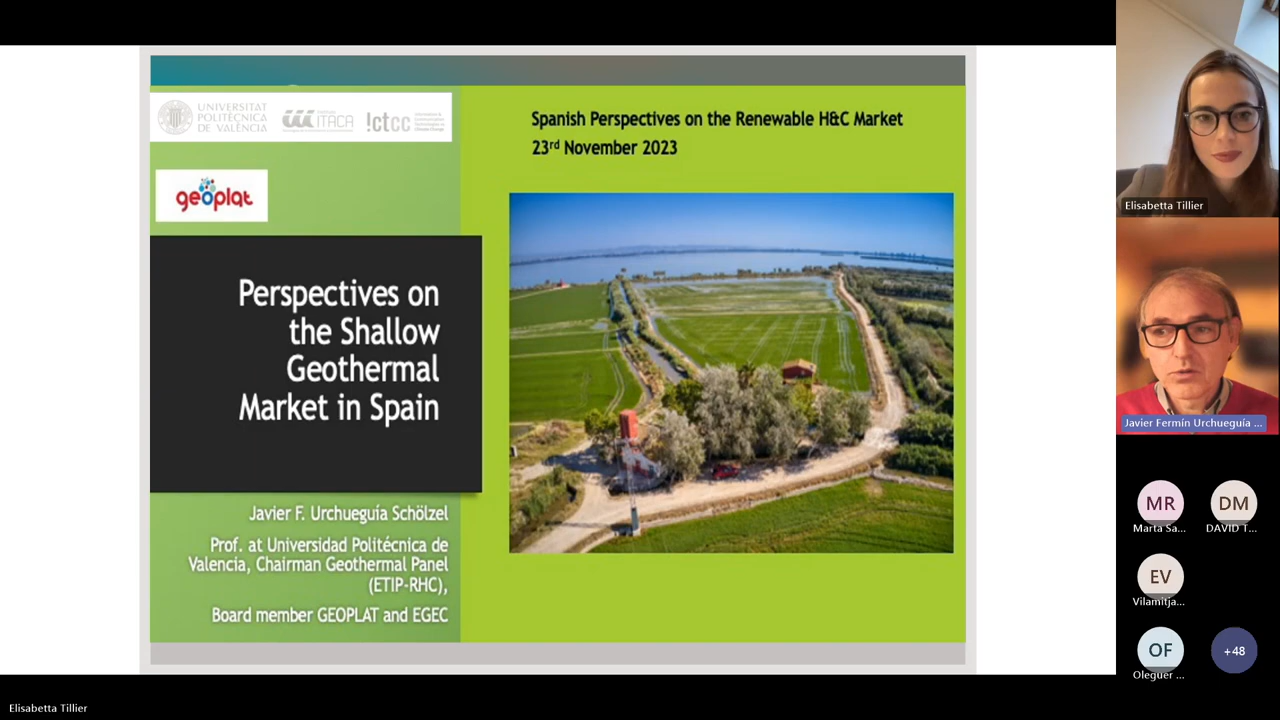 UNIVERSITAT
POLITÈCNICA
DE VALÈNCIA
ITACA
!ctcc
geoplat
Spanish Perspectives on the Renewable H&C Market
23rd November 2023
Perspectives on
the Shallow
Geothermal
Market in Spain
Javier F. Urchueguía Schölzel
Prof. at Universidad Politécnica de
Valencia, Chairman Geothermal Panel
(ETIP-RHC),
Board member GEOPLAT and EGEC
Elisabetta Tillier
Javier Fermín Urchueguía ...
MR
Marta Sa...
DM
DAVID T...
EV
Vilamitja...
OF
Oleguer ...
+48
Elisabetta Tillier